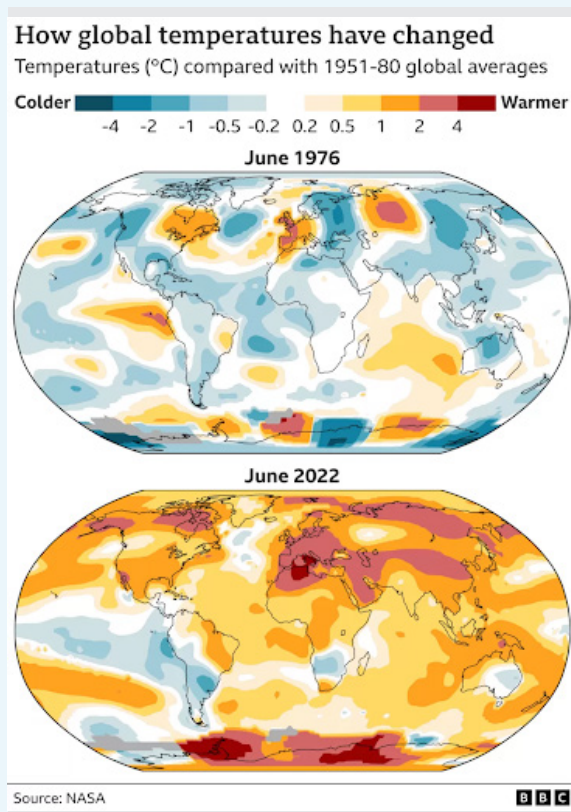 How global temperatures have changed
Temperatures (°C) compared with 1951-80 global averages
Colder Warmer
-4 -2 -1 -0.5 -0.2 0.2 0.5 1 2 4
June 1976
June 2022
Source: NASA BBC